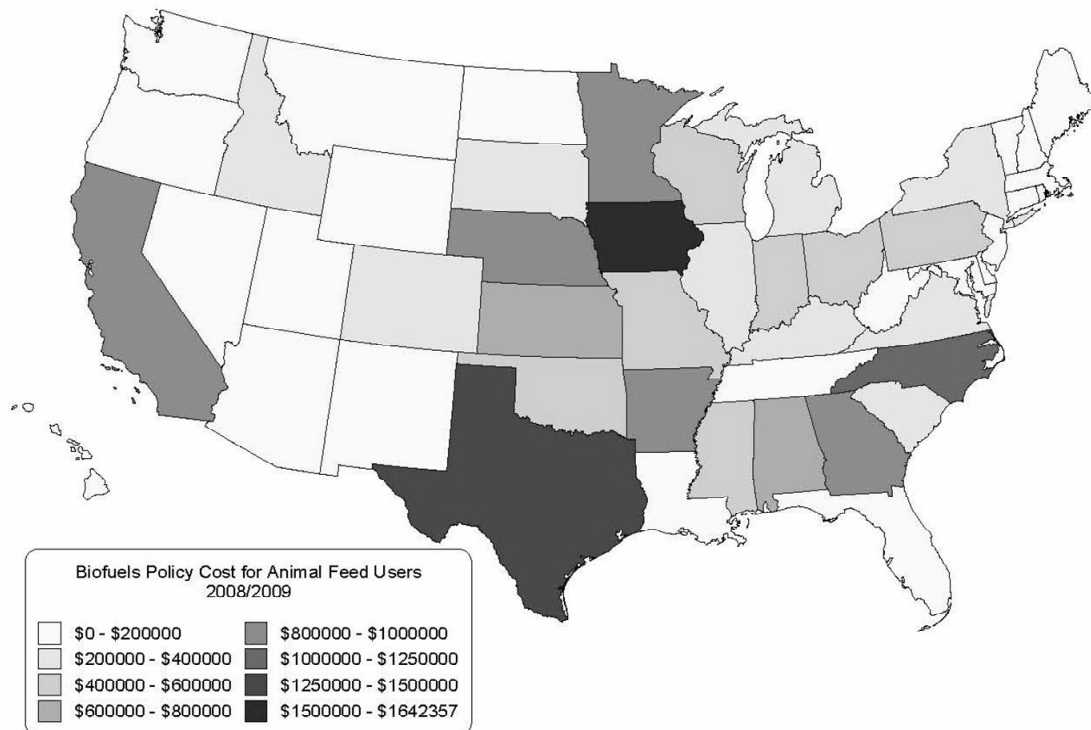 Biofuels Policy Cost for Animal Feed Users
2008/2009
$0 - $200000
$200000 - $400000
$400000 - $600000
$600000 - $800000
$800000 - $1000000
$1000000 - $1250000
$1250000 - $1500000
$1500000 - $1642357